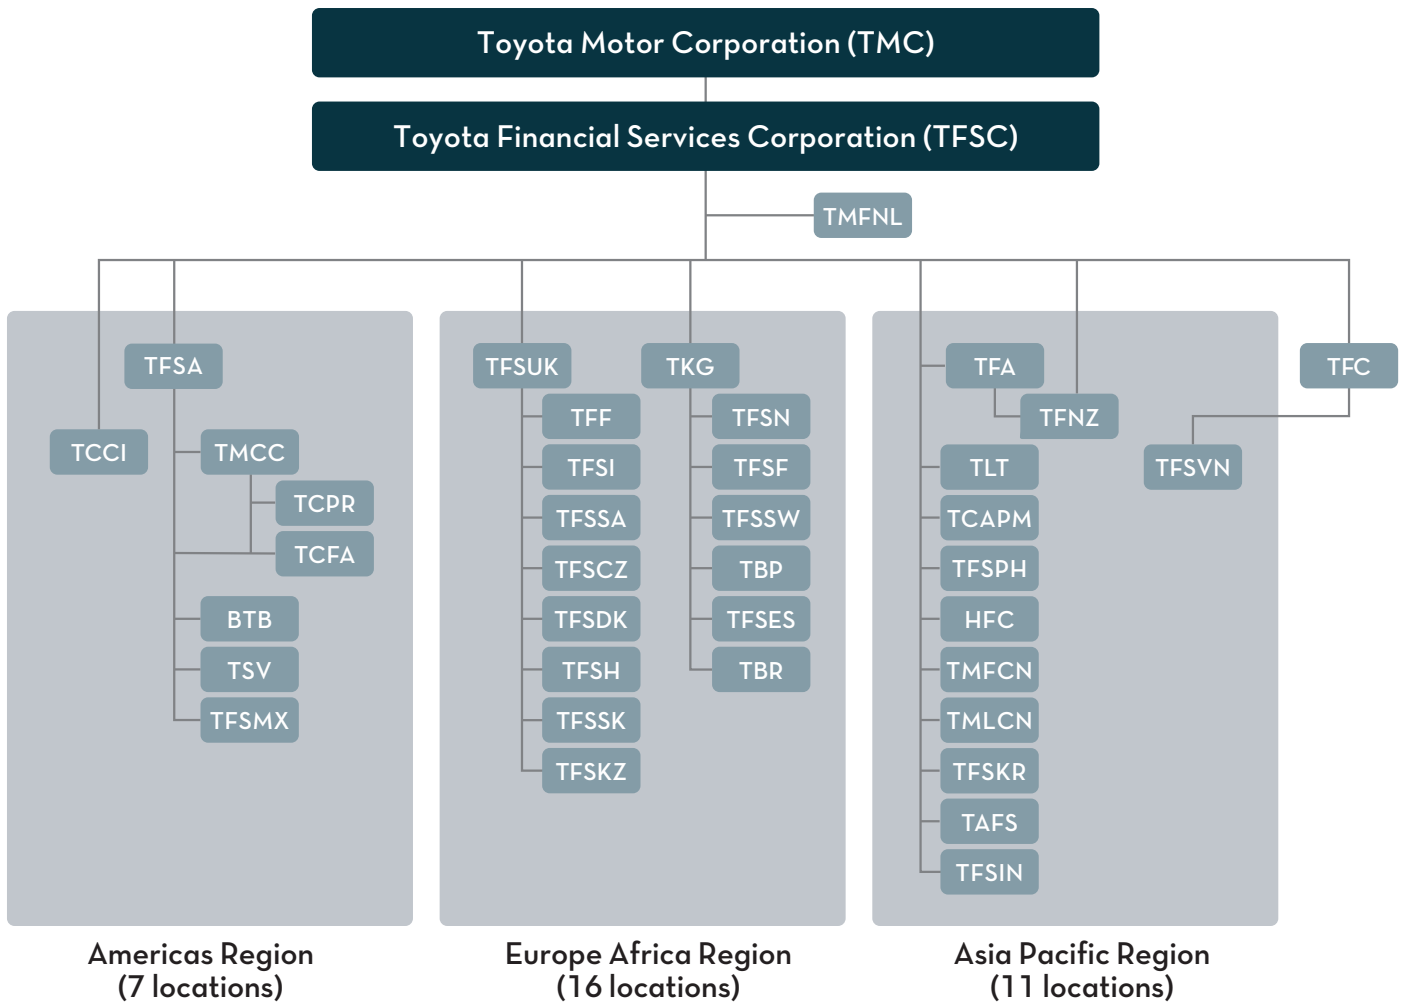 Toyota Motor Corporation (TMC)
Toyota Financial Services Corporation (TFSC)
TMFNL
TFSA
TCCI
TMCC
TCPR
TCFA
BTB
TSV
TFSMX
Americas Region
(7 locations)
TFSUK
TFF
TFSI
TFSSA
TFSCZ
TFSDK
TFSH
TFSSK
TFSKZ
TKG
TFSN
TFSF
TFSSW
TBP
TFSES
TBR
Europe Africa Region
(16 locations)
TFA
TFNZ
TLT
TCAPM
TFSPH
HFC
TMFCN
TMLCN
TFSKR
TAFS
TFSIN
TFSVN
Asia Pacific Region
(11 locations)
TFC